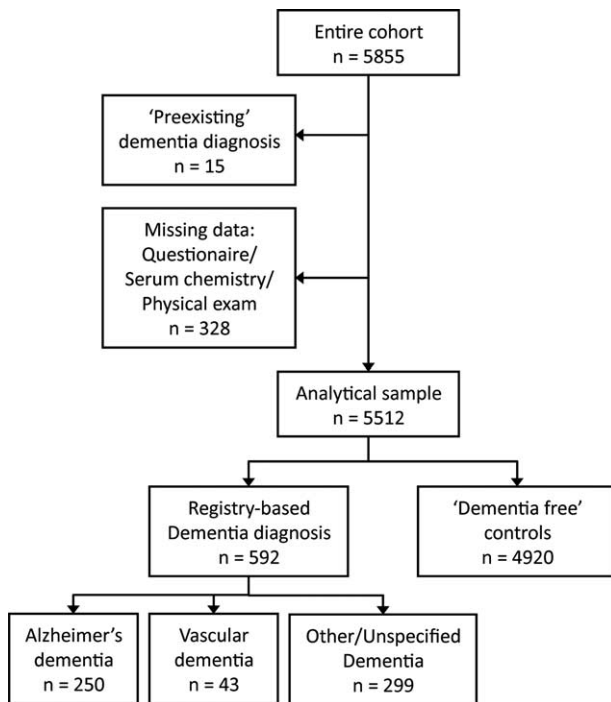 Entire cohort
n = 5855
‘Preexisting’
dementia diagnosis
n = 15
Missing data:
Questionaire/
Serum chemistry/
Physical exam
n = 328
Analytical sample
n = 5512
Registry-based
Dementia diagnosis
n = 592
‘Dementia free’
controls
n = 4920
Alzheimer’s
dementia
n = 250
Vascular
dementia
n = 43
Other/Unspecified
Dementia
n = 299